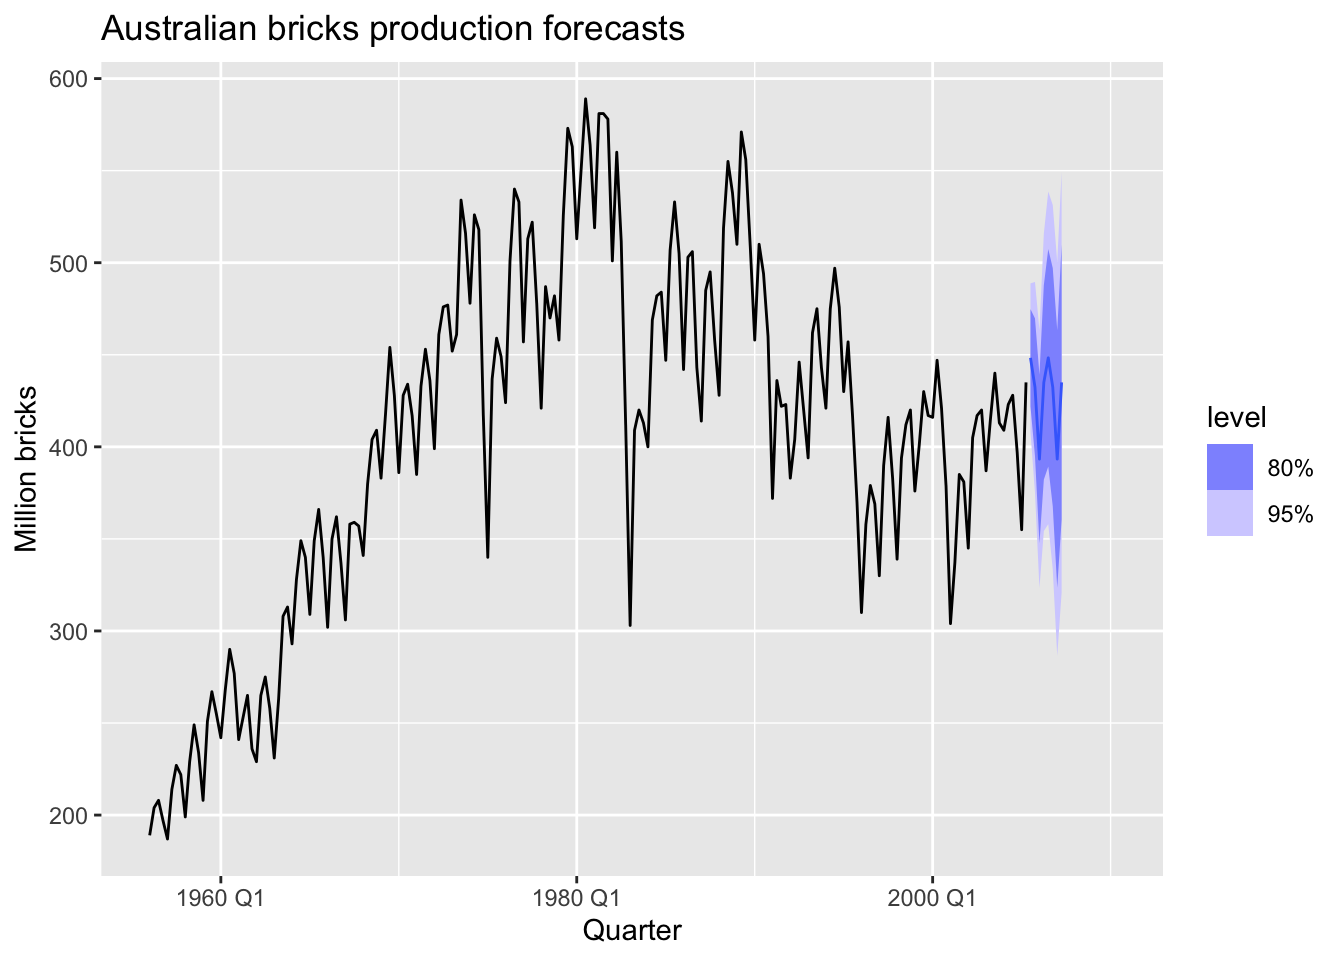 Australian bricks production forecasts
600
500
400
300
200
Million bricks
1960 Q1
1980 Q1
2000 Q1
Quarter
level
80%
95%